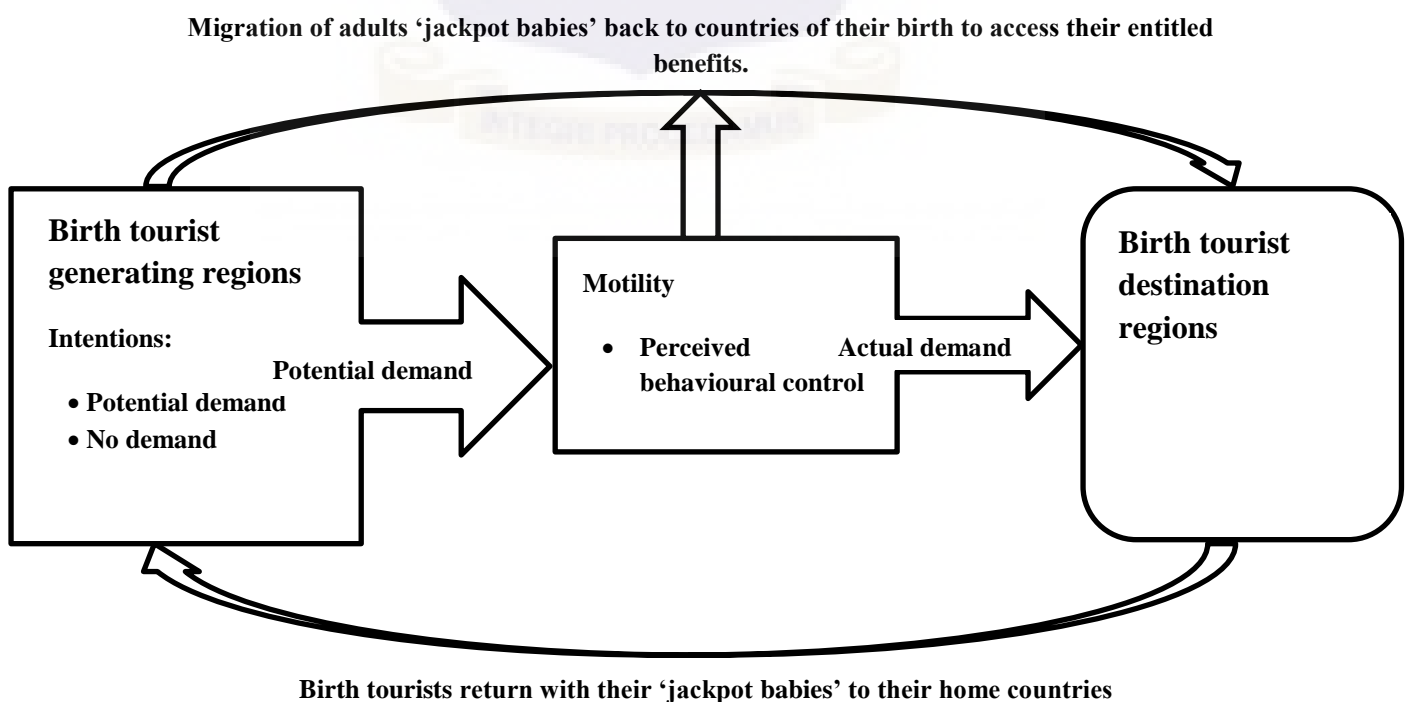 Migration of adults ‘jackpot babies’ back to countries of their birth to access their entitled
benefits.
Birth tourist
generating regions
Intentions:
• Potential demand
• No demand
Potential demand
Motility
• Perceived
behavioural control
Actual demand
Birth tourist
destination
regions
Birth tourists return with their ‘jackpot babies’ to their home countries